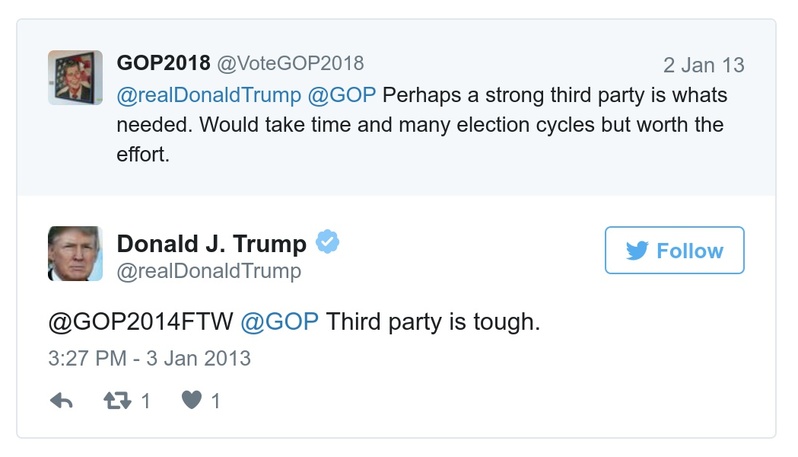 GOP2018 @VoteGOP2018 2 Jan 13
@realDonaldTrump @GOP Perhaps a strong third party is whats
needed. Would take time and many election cycles but worth the
effort.
Donald J. Trump
@realDonaldTrump
Follow
@GOP2014FTW @GOP Third party is tough.
3:27 PM - 3 Jan 2013
1 1